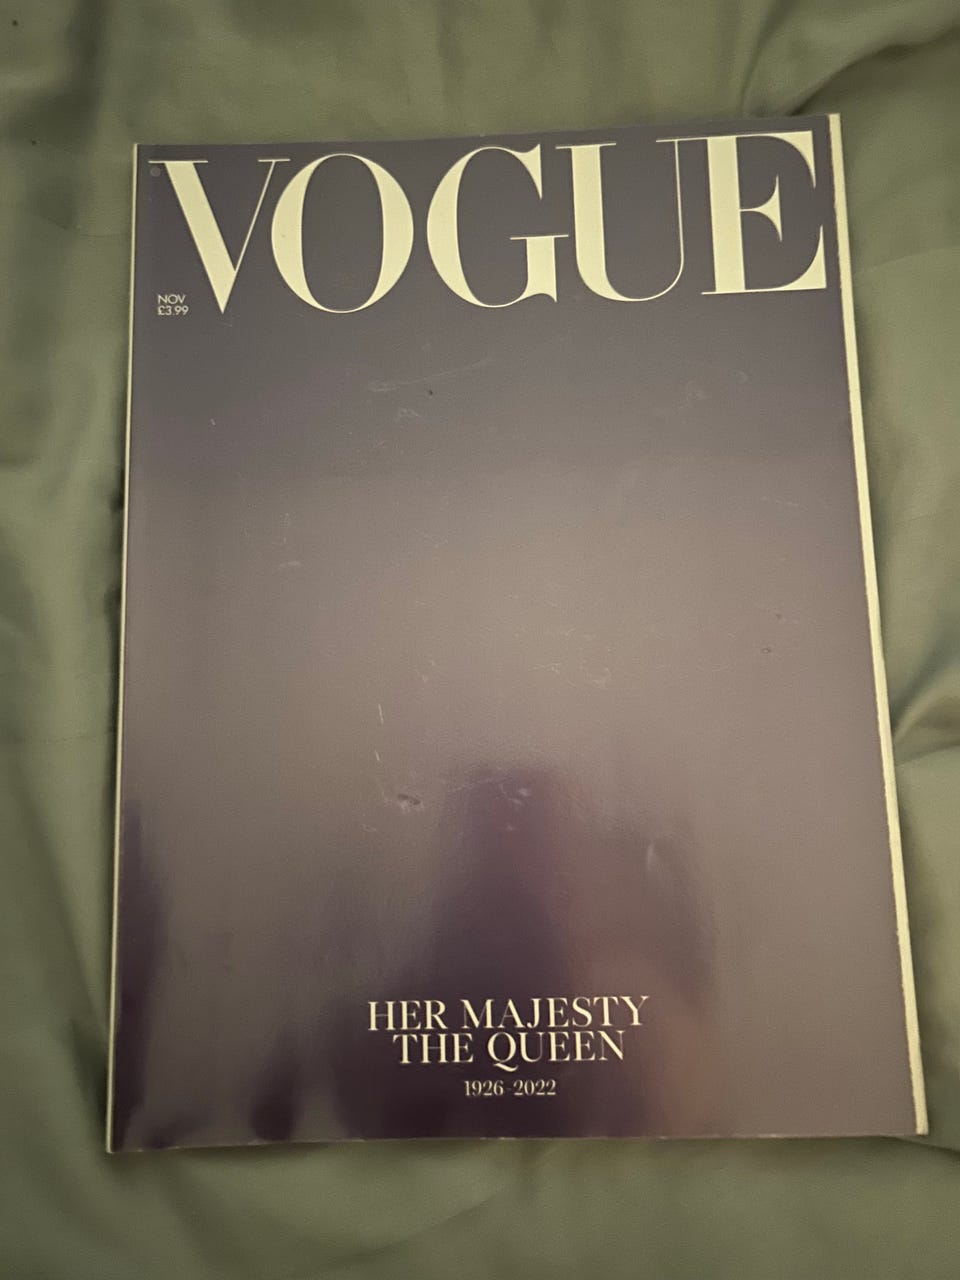 VOGUE
NOV
£3.99
HER MAJESTY
THE QUEEN
1926-2022